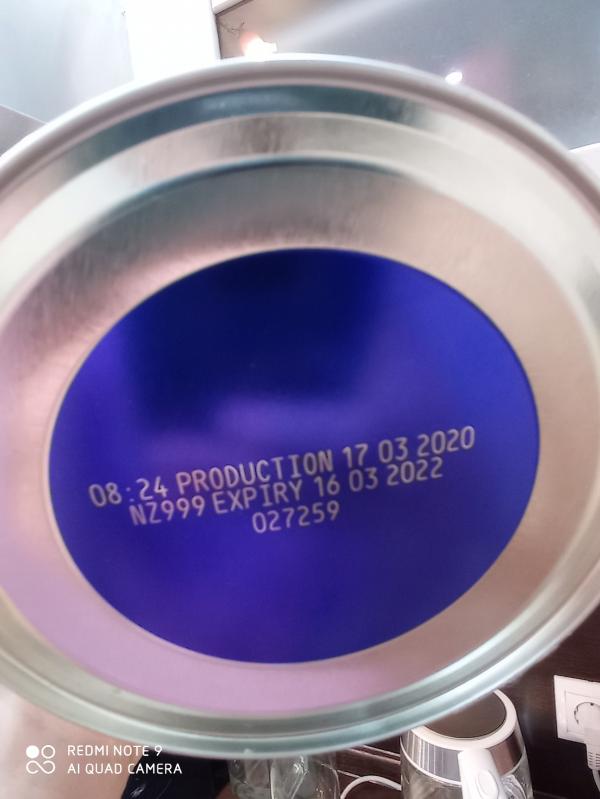 08:24 PRODUCTION 17 03 2020
NZ999 EXPIRY 16 03 2022
027259
REDMI NOTE 9
AI QUAD CAMERA